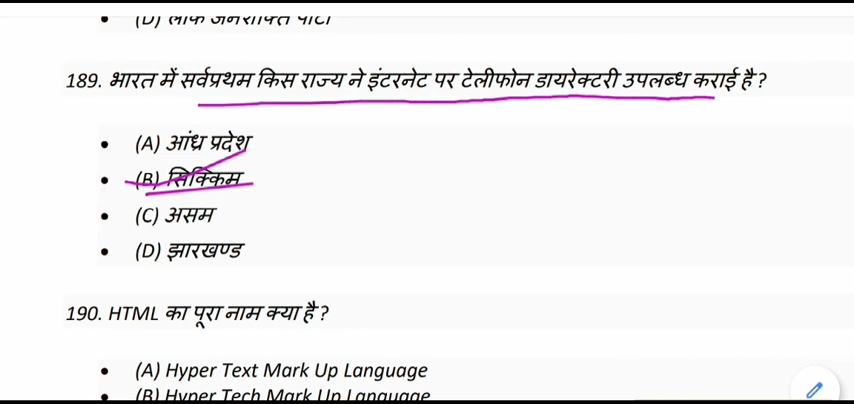 (D) लोक जनशक्ति पार्टी
189. भारत में सर्वप्रथम किस राज्य ने इंटरनेट पर टेलीफोन डायरेक्टरी उपलब्ध कराई है?
(A) आंध्र प्रदेश
(B) सिक्किम
(C) असम
(D) झारखण्ड
190. HTML का पूरा नाम क्या है?
(A) Hyper Text Mark Up Language
(B) Hyper Tech Mark Up Language